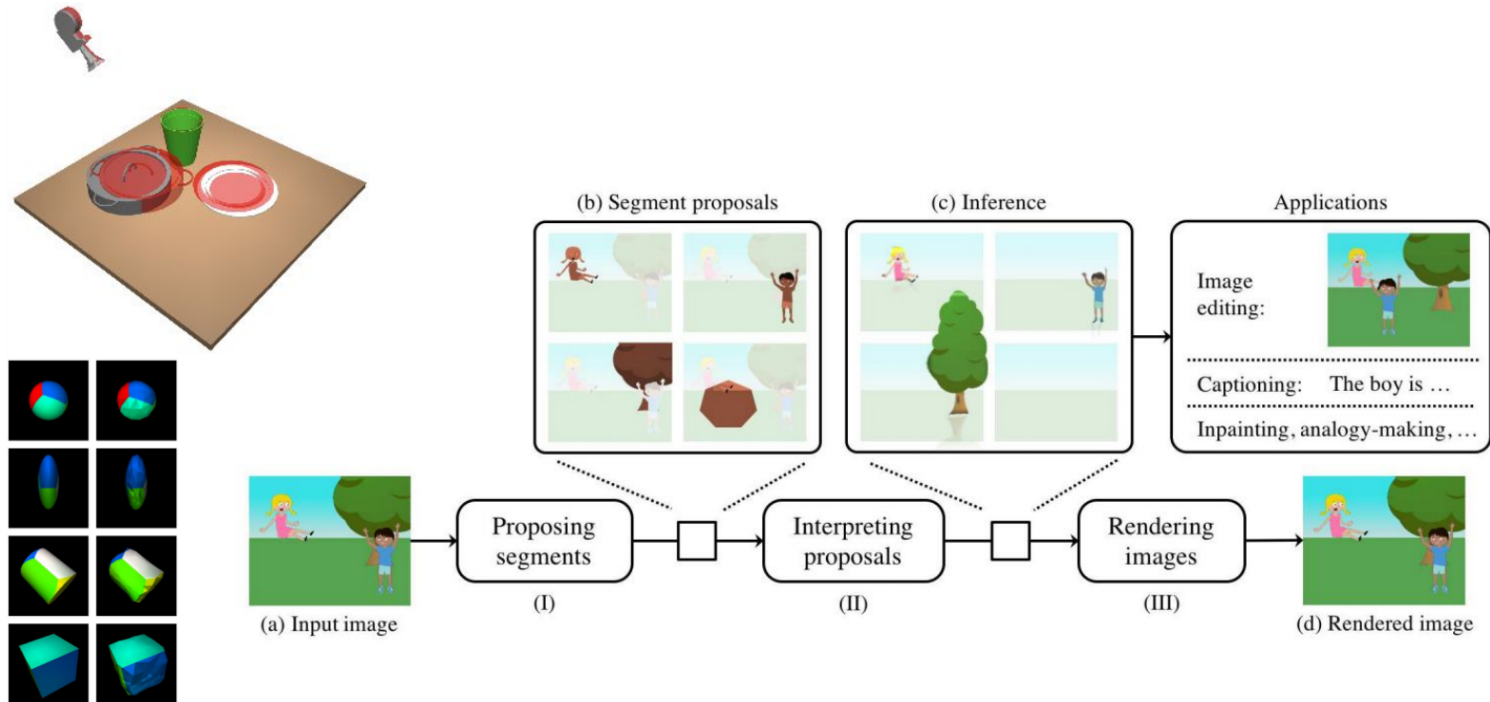 (b) Segment proposals
(c) Inference
Applications
Image
editing:
Captioning: The boy is …
Inpainting, analogy-making, …
Proposing
segments
Interpreting
proposals
Rendering
images
(I)
(II)
(III)
(a) Input image
(d) Rendered image